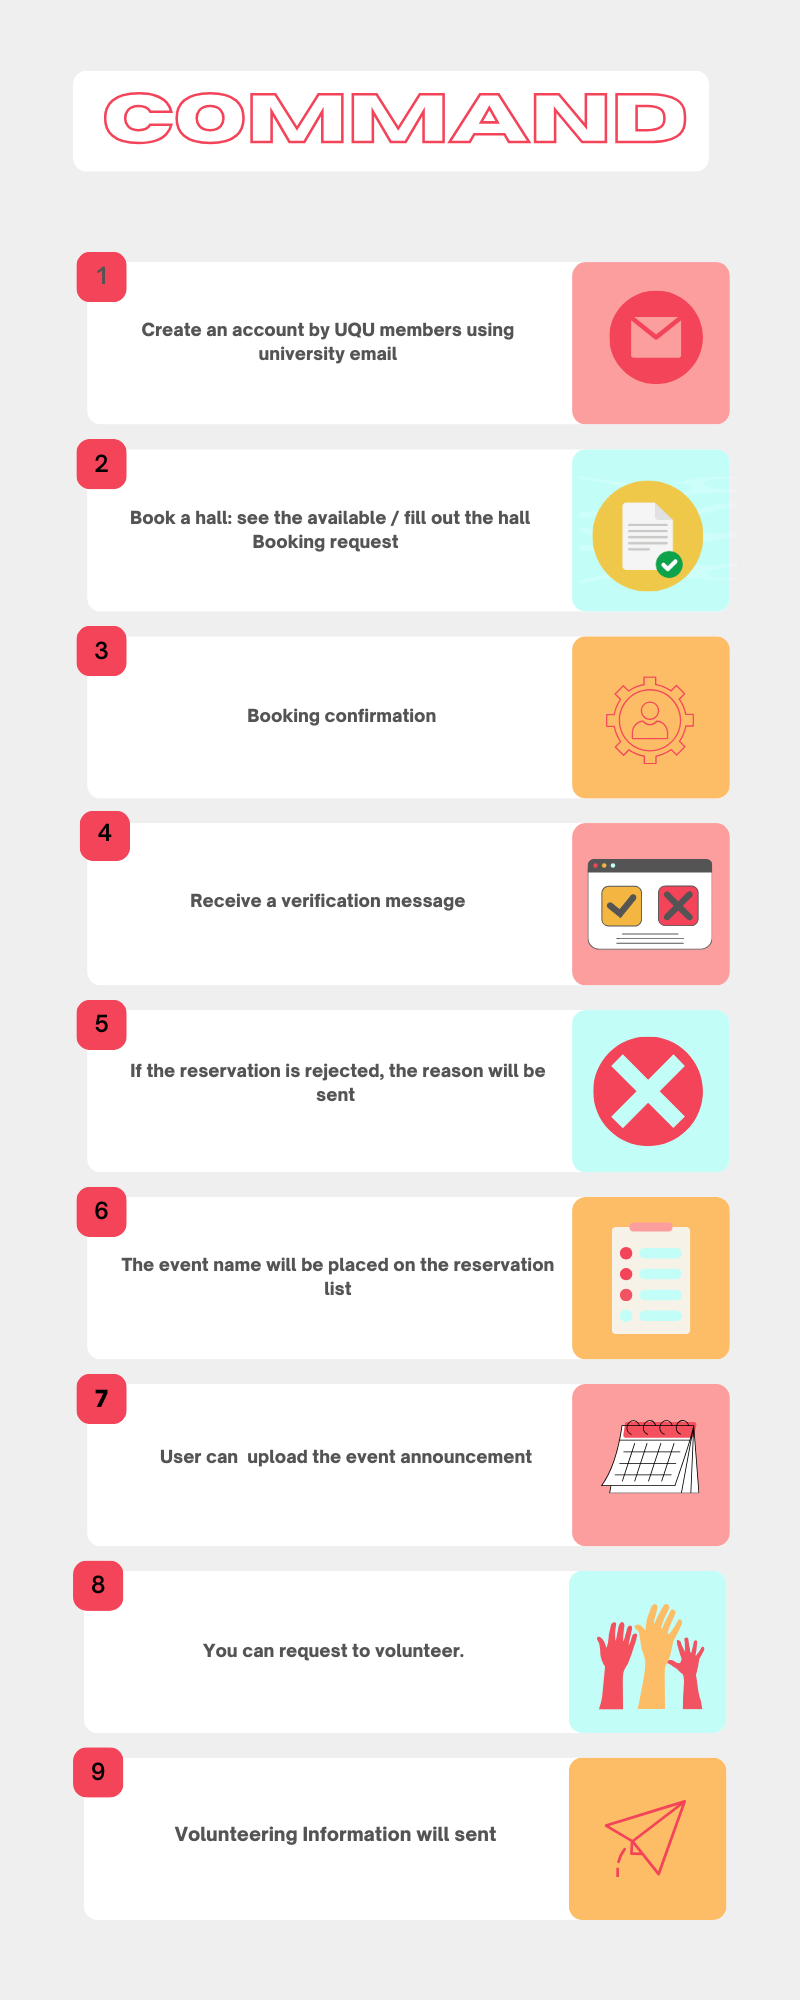 COMMAND
1
Create an account by UQU members using
university email
2
Book a hall: see the available / fill out the hall
Booking request
3
Booking confirmation
4
Receive a verification message
5
If the reservation is rejected, the reason will be
sent
6
The event name will be placed on the reservation
list
7
User can  upload the event announcement
8
You can request to volunteer.
9
Volunteering Information will sent